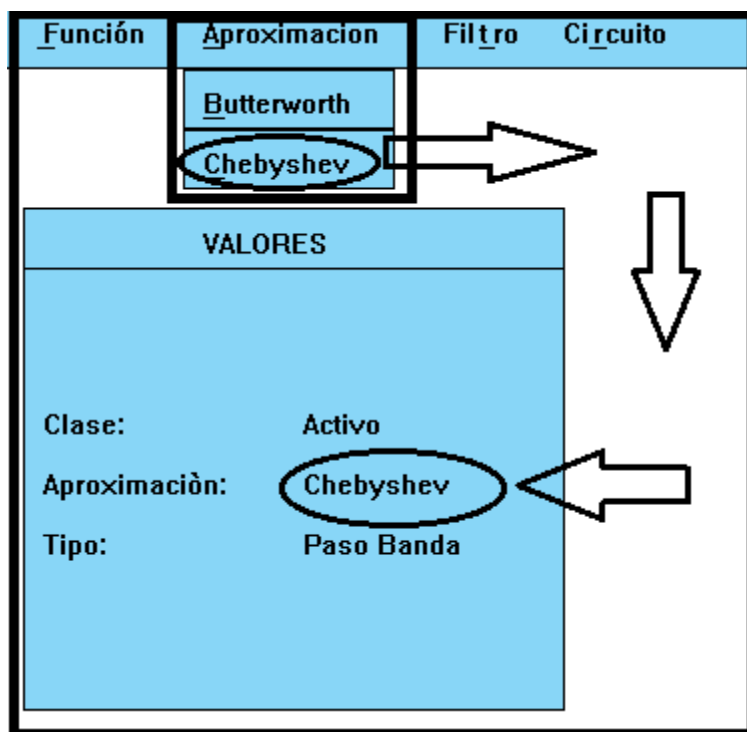 Función Aproximacion Filtro Circuito
Butterworth
Chebyshev
VALORES
Clase: Activo
Aproximaciòn: Chebyshev
Tipo: Paso Banda